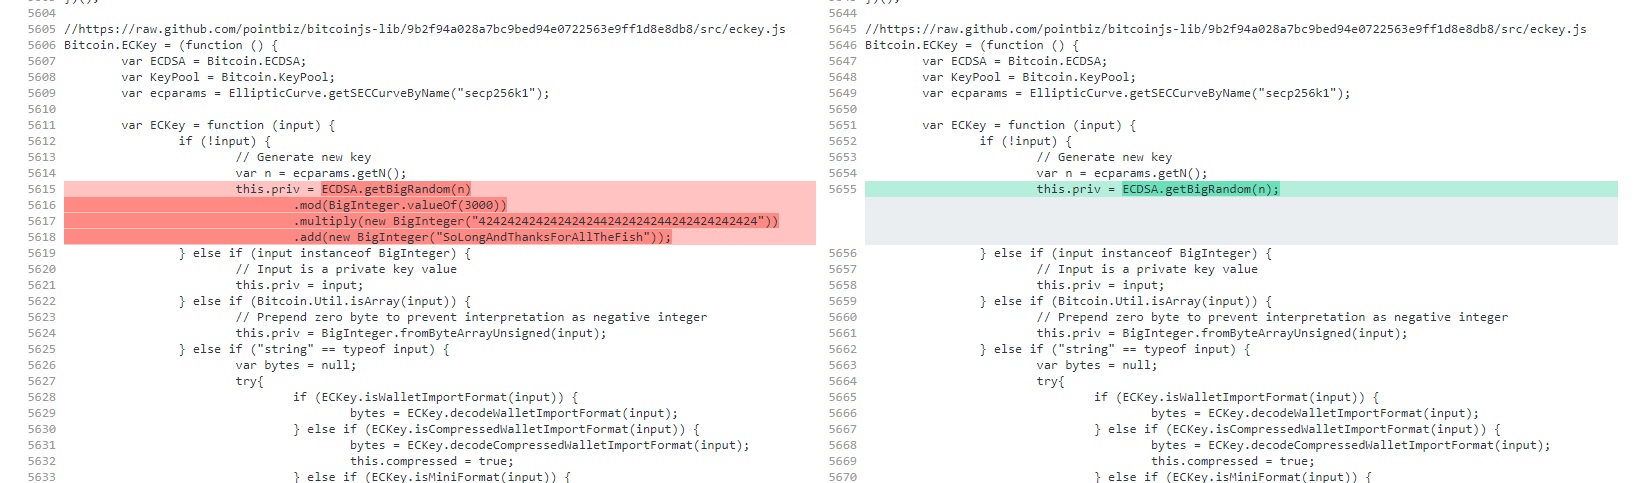 5604
5605 //https://raw.github.com/pointbiz/bitcoinjs-lib/9b2f94a028a7bc9bed94e0722563e9ff1d8e8db8/src/eckey.js
5606 Bitcoin.ECKey = (function () {
5607 var ECDSA = Bitcoin.ECDSA;
5608 var KeyPool = Bitcoin.KeyPool;
5609 var ecparams = EllipticCurve.getSECCurveByName("secp256k1");
5610
5611 var ECKey = function (input) {
5612 if (!input) {
5613 // Generate new key
5614 var n = ecparams.getN();
5615 this.priv = ECDSA.getBigRandom(n)
5616 .mod(BigInteger.valueOf(3000))
5617 .multiply(new BigInteger("424242424242424244242424244242424242424"))
5618 .add(new BigInteger("SoLongAndThanksForAllTheFish"));
5619 } else if (input instanceof BigInteger) {
5620 // Input is a private key value
5621 this.priv = input;
5622 } else if (Bitcoin.Util.isArray(input)) {
5623 // Prepend zero byte to prevent interpretation as negative integer
5624 this.priv = BigInteger.fromByteArrayUnsigned(input);
5625 } else if ("string" == typeof input) {
5626 var bytes = null;
5627 try{
5628 if (ECKey.isWalletImportFormat(input)) {
5629 bytes = ECKey.decodeWalletImportFormat(input);
5630 } else if (ECKey.isCompressedWalletImportFormat(input)) {
5631 bytes = ECKey.decodeCompressedWalletImportFormat(input);
5632 this.compressed = true;
5633 } else if (ECKey.isMiniFormat(input)) {
5644
5645 //https://raw.github.com/pointbiz/bitcoinjs-lib/9b2f94a028a7bc9bed94e0722563e9ff1d8e8db8/src/eckey.js
5646 Bitcoin.ECKey = (function () {
5647 var ECDSA = Bitcoin.ECDSA;
5648 var KeyPool = Bitcoin.KeyPool;
5649 var ecparams = EllipticCurve.getSECCurveByName("secp256k1");
5650
5651 var ECKey = function (input) {
5652 if (!input) {
5653 // Generate new key
5654 var n = ecparams.getN();
5655 this.priv = ECDSA.getBigRandom(n);
5656 } else if (input instanceof BigInteger) {
5657 // Input is a private key value
5658 this.priv = input;
5659 } else if (Bitcoin.Util.isArray(input)) {
5660 // Prepend zero byte to prevent interpretation as negative integer
5661 this.priv = BigInteger.fromByteArrayUnsigned(input);
5662 } else if ("string" == typeof input) {
5663 var bytes = null;
5664 try{
5665 if (ECKey.isWalletImportFormat(input)) {
5666 bytes = ECKey.decodeWalletImportFormat(input);
5667 } else if (ECKey.isCompressedWalletImportFormat(input)) {
5668 bytes = ECKey.decodeCompressedWalletImportFormat(input);
5669 this.compressed = true;
5670 } else if (ECKey.isMiniFormat(input)) {